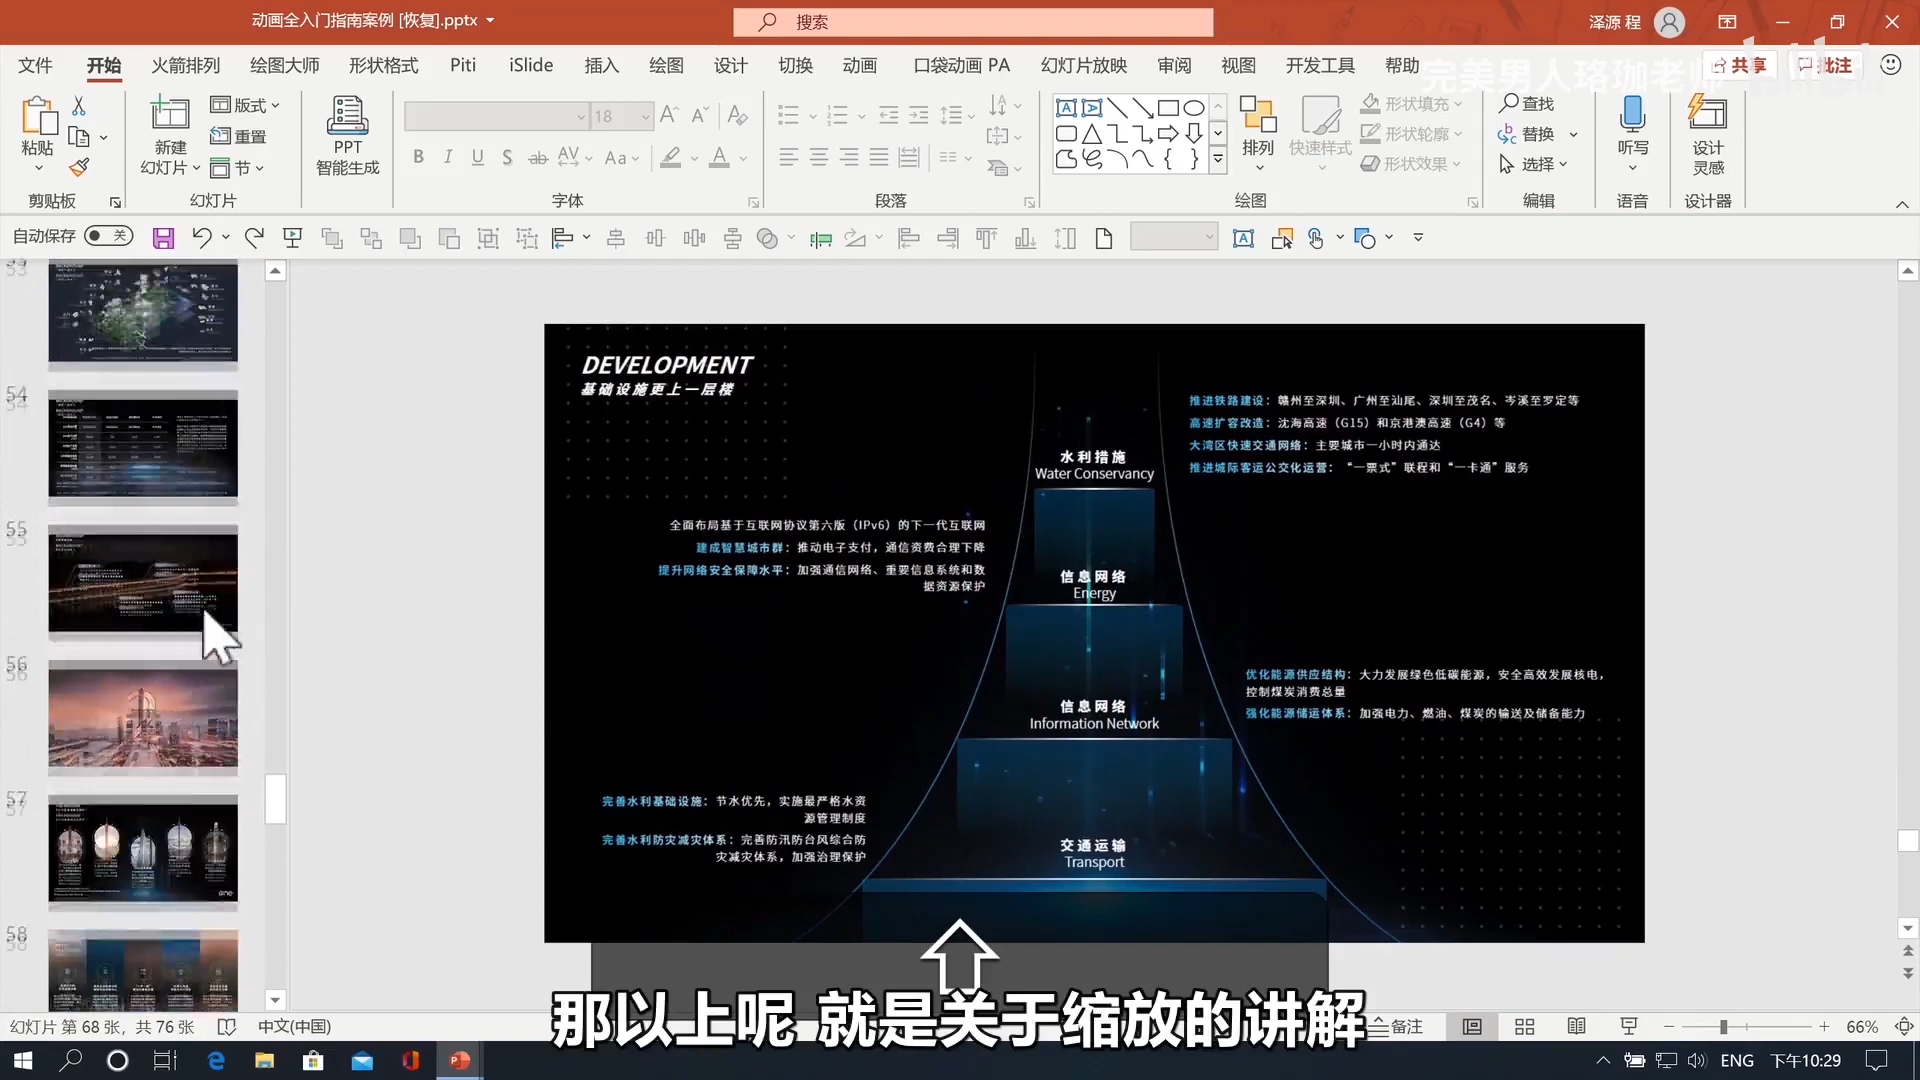 动画全入门指南案例 [恢复].pptx
搜索
泽源 程
文件 开始 火箭排列 绘图大师 形状格式 Piti iSlide 插入 绘图 设计 切换 动画 口袋动画 PA 幻灯片放映 审阅 视图 开发工具 帮助 共享 批注
完美男人珞珈老师
粘贴
新建
幻灯片
版式
重置
节
PPT
智能生成
18
排列
快速样式
形状填充
形状轮廓
形状效果
查找
替换
选择
听写
设计
灵感
剪贴板 幻灯片 字体 段落 绘图 编辑 语音 设计器
自动保存 关
54
55
56
57
58
DEVELOPMENT
基础设施更上一层楼
推进铁路建设：赣州至深圳、广州至汕尾、深圳至茂名、岑溪至罗定等
高速扩容改造：沈海高速（G15）和京港澳高速（G4）等
大湾区快速交通网络：主要城市一小时内通达
推进城际客运公交化运营：“一票式”联程和“一卡通”服务
水利措施
Water Conservancy
全面布局基于互联网协议第六版（IPv6）的下一代互联网
建成智慧城市群：推动电子支付，通信资费合理下降
提升网络安全保障水平：加强通信网络、重要信息系统和数
据资源保护
信息网络
Energy
优化能源供应结构：大力发展绿色低碳能源，安全高效发展核电，
控制煤炭消费总量
强化能源储运体系：加强电力、燃油、煤炭的输送及储备能力
信息网络
Information Network
完善水利基础设施：节水优先，实施最严格水资
源管理制度
完善水利防灾减灾体系：完善防汛防台风综合防
灾减灾体系，加强治理保护
交通运输
Transport
那以上呢 就是关于缩放的讲解
幻灯片 第 68 张，共 76 张
中文(中国)
备注
66%
ENG
下午10:29